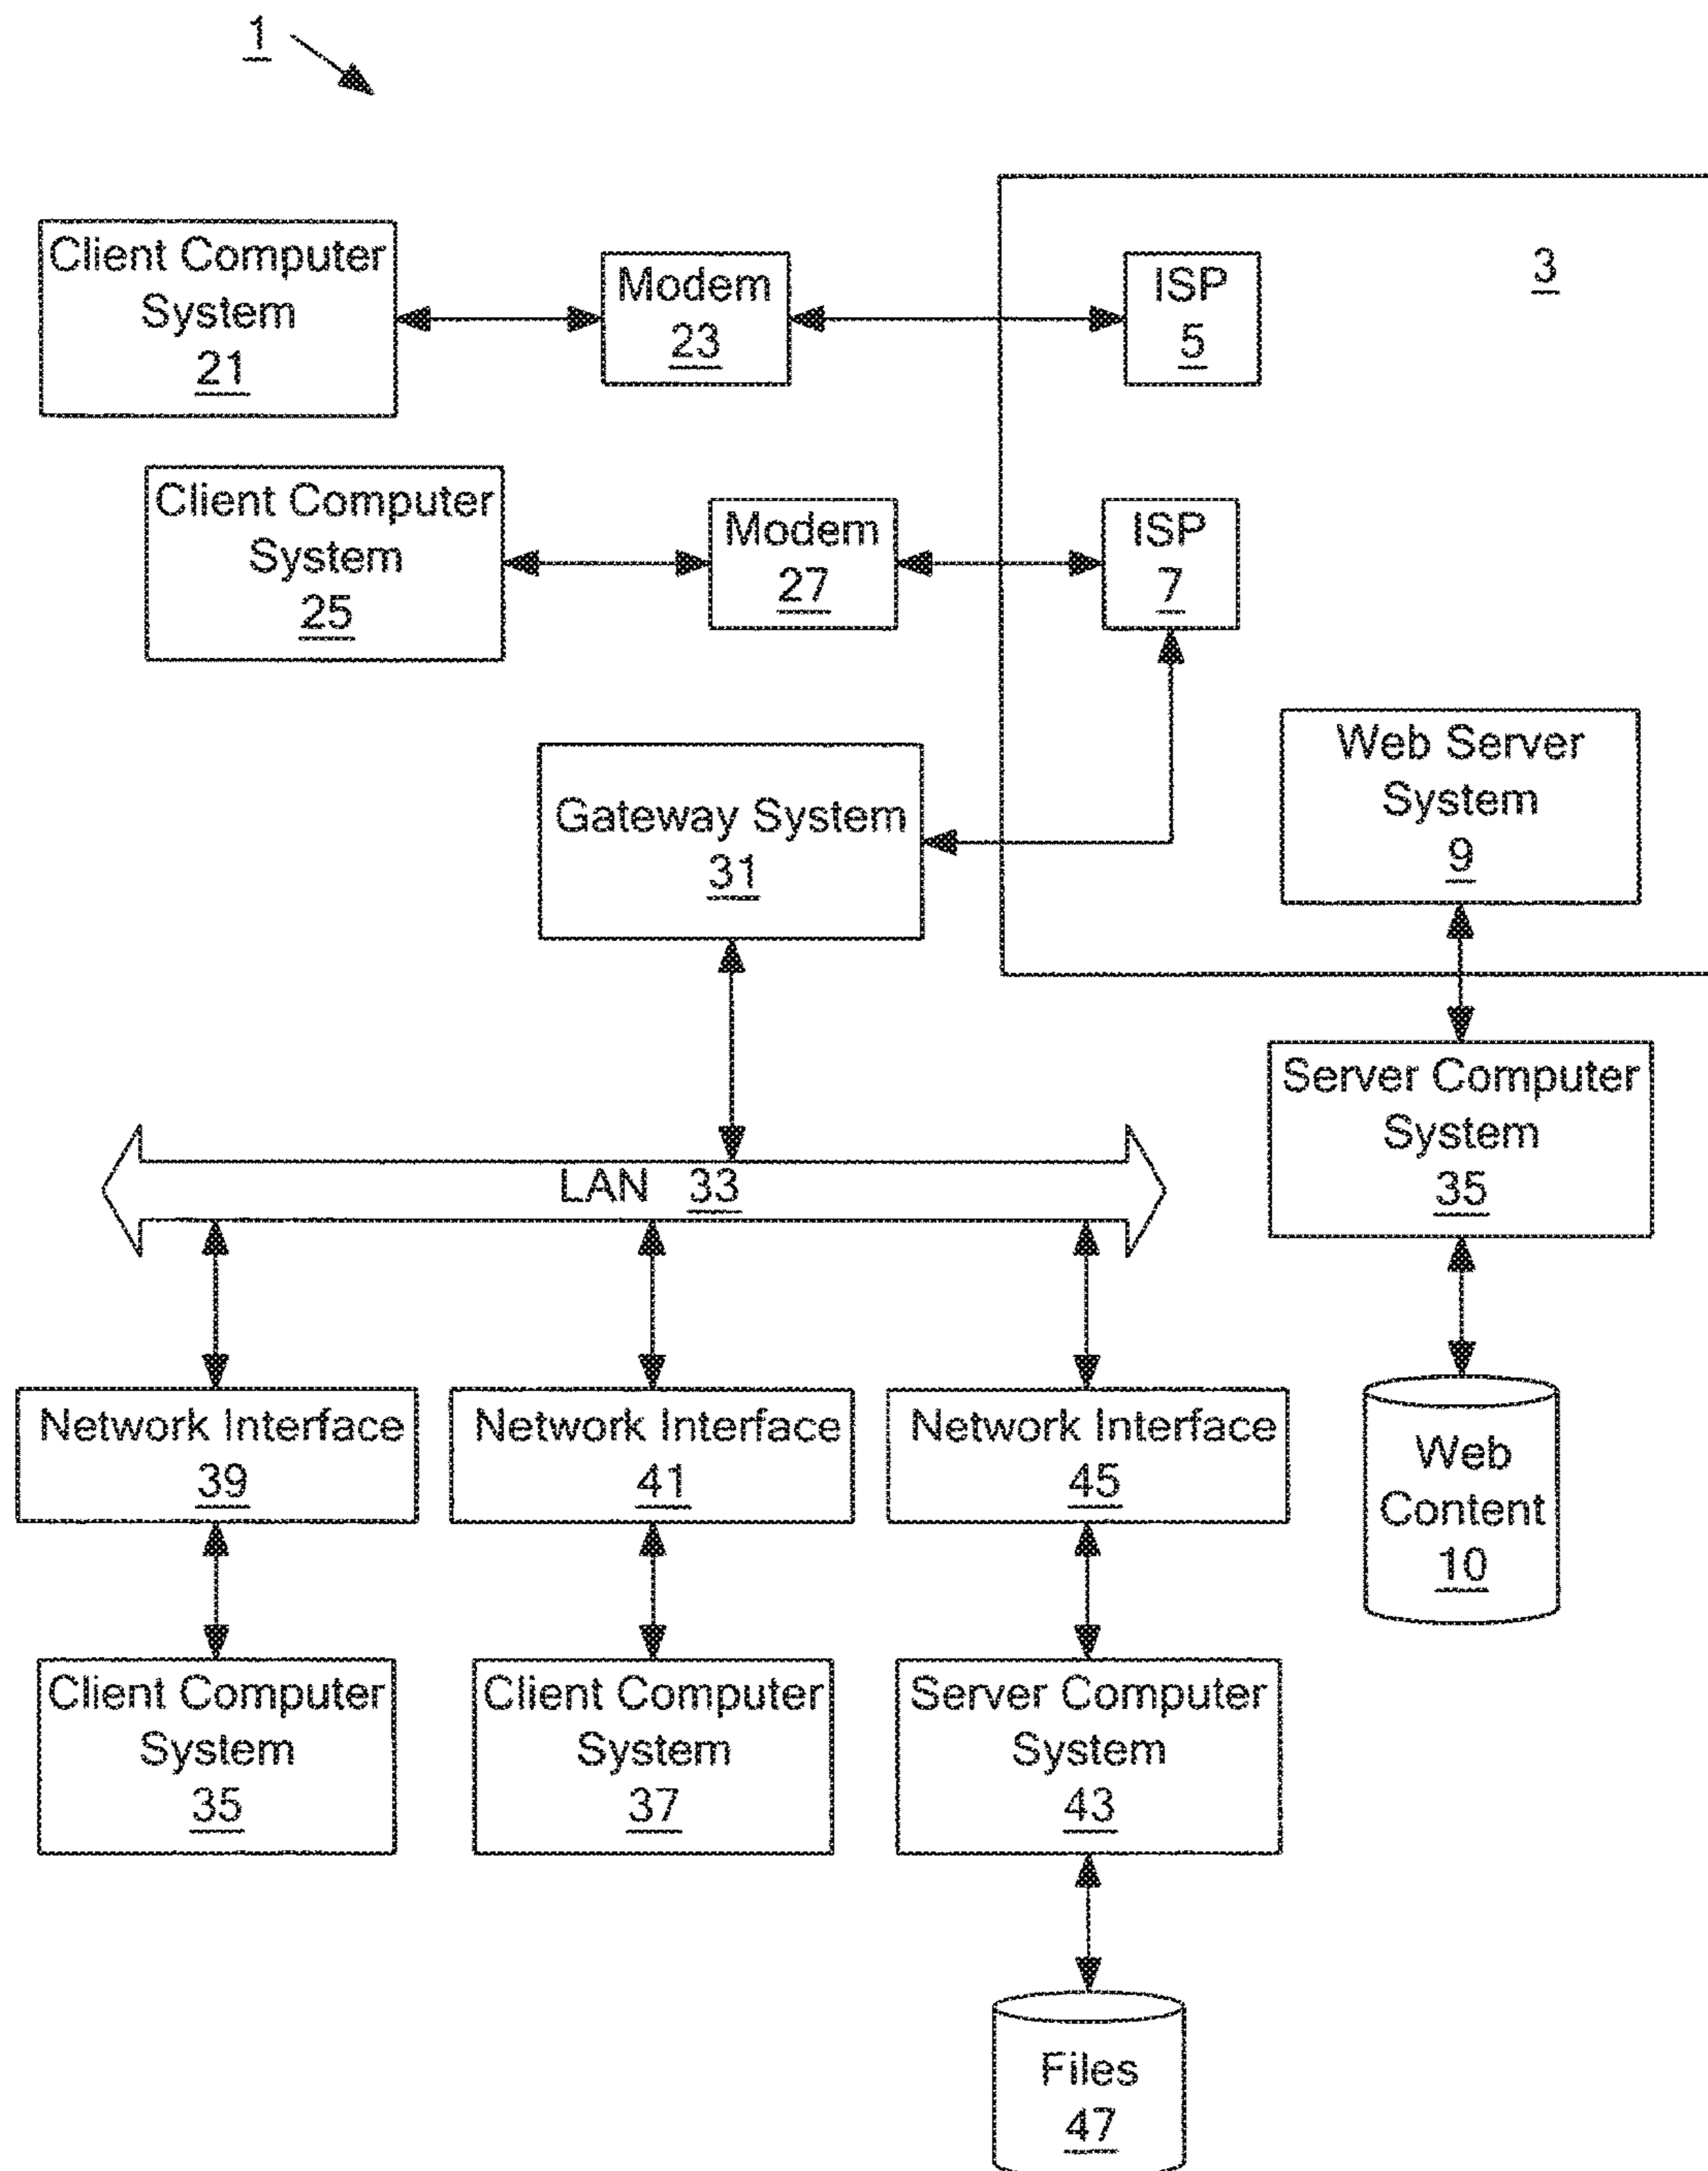 1
3
Client Computer
System
21
Modem
23
ISP
5
Client Computer
System
25
Modem
27
ISP
7
Gateway System
31
Web Server
System
9
Server Computer
System
35
LAN 33
Network Interface
39
Network Interface
41
Network Interface
45
Web
Content
10
Client Computer
System
35
Client Computer
System
37
Server Computer
System
43
Files
47